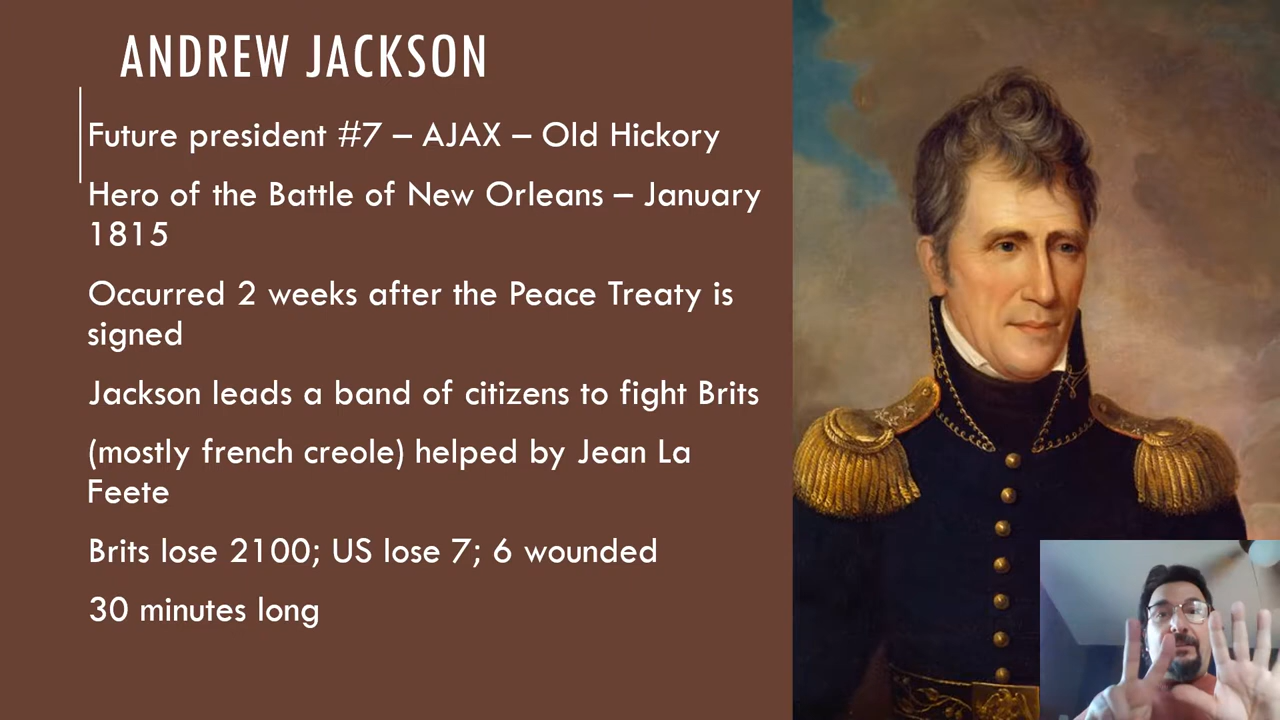 ANDREW JACKSON
Future president #7 – AJAX – Old Hickory
Hero of the Battle of New Orleans – January
1815
Occurred 2 weeks after the Peace Treaty is
signed
Jackson leads a band of citizens to fight Brits
(mostly french creole) helped by Jean La
Feete
Brits lose 2100; US lose 7; 6 wounded
30 minutes long